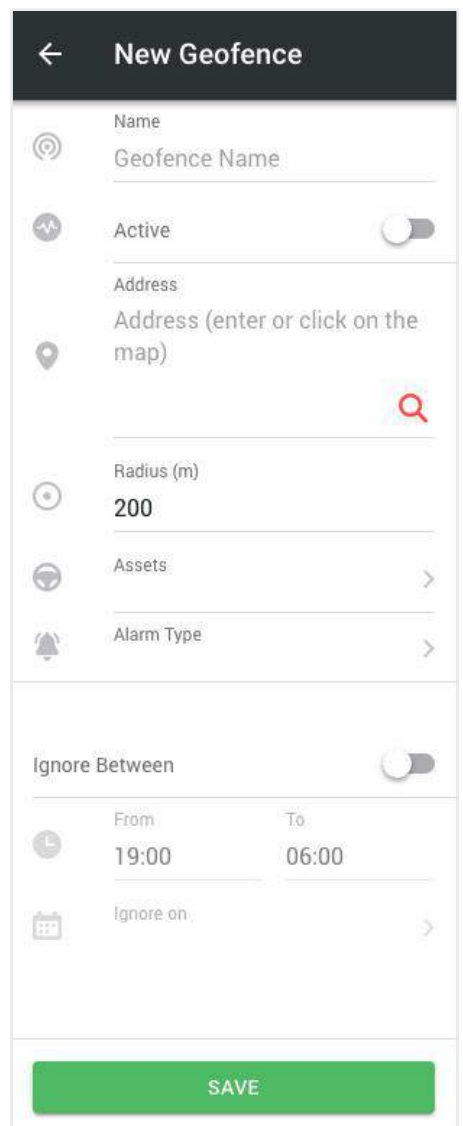 New Geofence
Name
Geofence Name
Active
Address
Address (enter or click on the
map)
Radius (m)
200
Assets
Alarm Type
Ignore Between
From To
19:00 06:00
Ignore on
SAVE